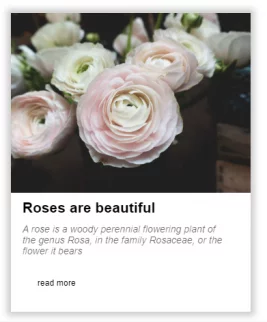 Roses are beautiful
A rose is a woody perennial flowering plant of
the genus Rosa, in the family Rosaceae, or the
flower it bears
read more